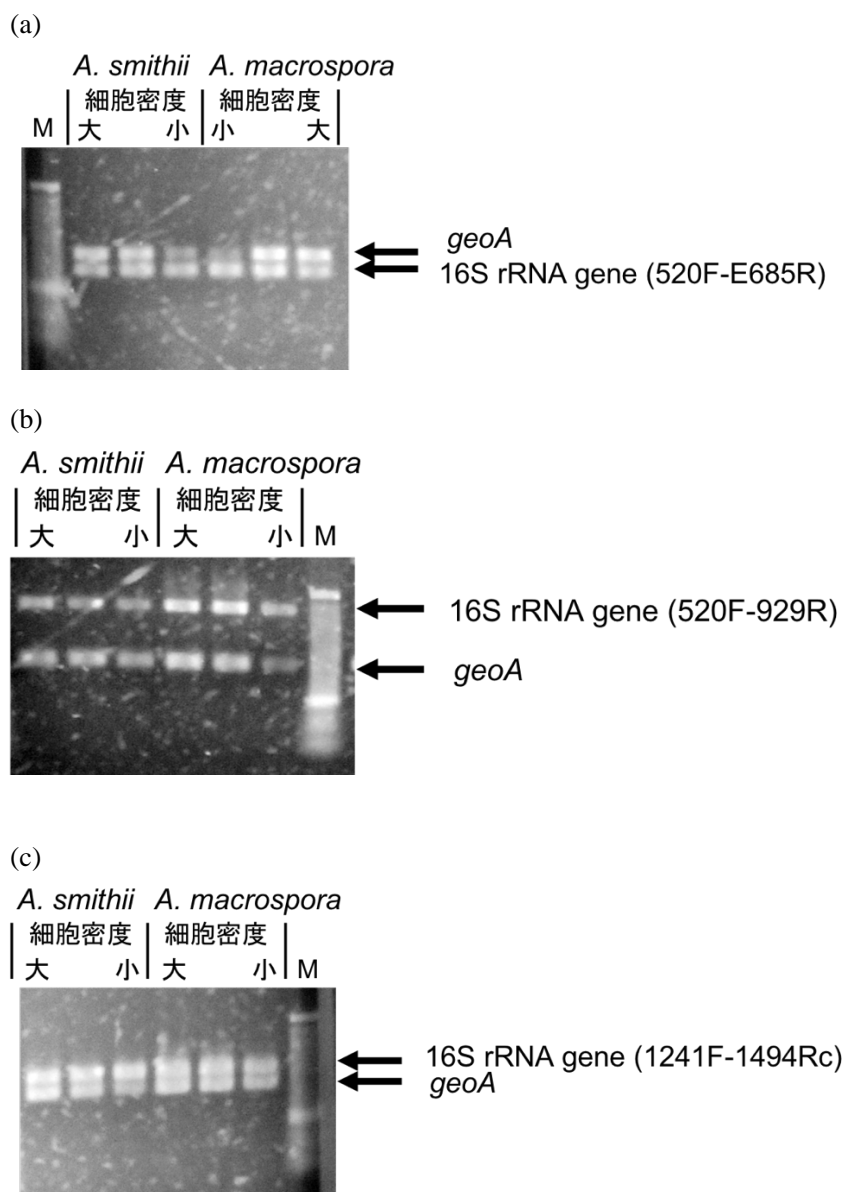 (a)
A. smithii A. macrospora
細胞密度 細胞密度
M 大 小 小 大
geoA
16S rRNA gene (520F-E685R)
(b)
A. smithii A. macrospora
細胞密度 細胞密度
大 小 大 小 M
16S rRNA gene (520F-929R)
geoA
(c)
A. smithii A. macrospora
細胞密度 細胞密度
大 小 大 小 M
16S rRNA gene (1241F-1494Rc)
geoA